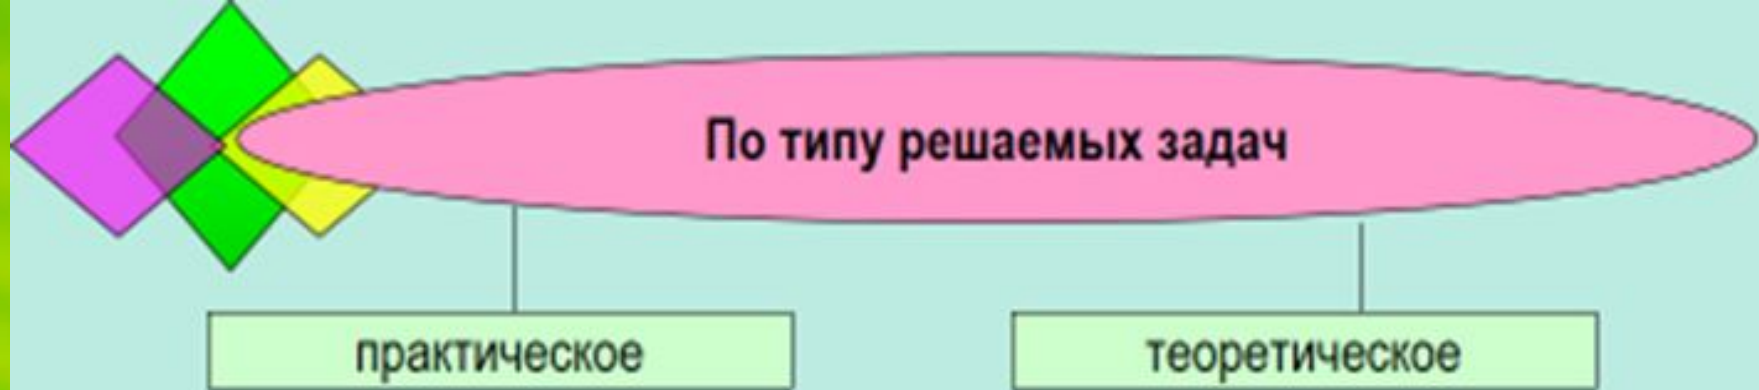 По типу решаемых задач
практическое
теоретическое